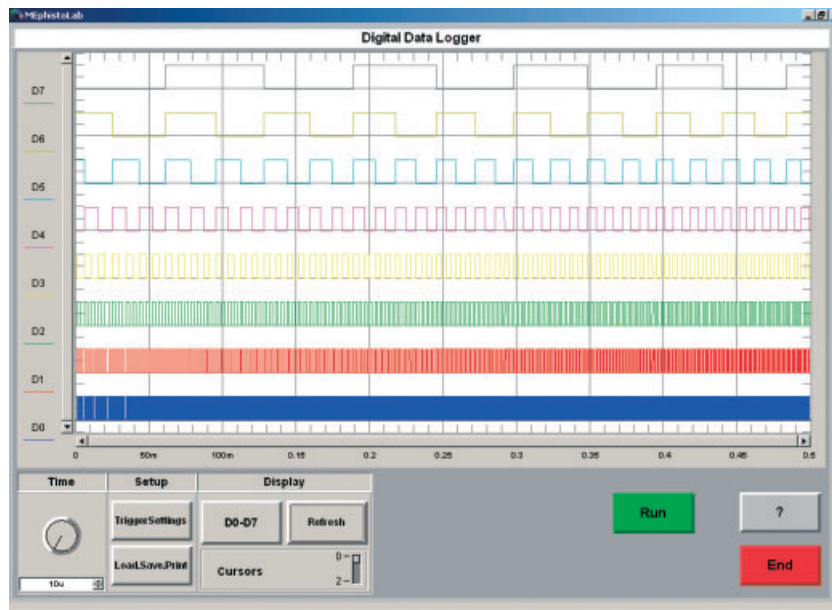 MEphistoLab
Digital Data Logger
D7
D6
D5
D4
D3
D2
D1
D0
0 50m 100m 0.15 0.2 0.25 0.3 0.35 0.4 0.45 0.5
Time Setup Display
TriggerSettings D0-D7 Refresh Run ?
Load.Save.Print Cursors 0 2 End
10u